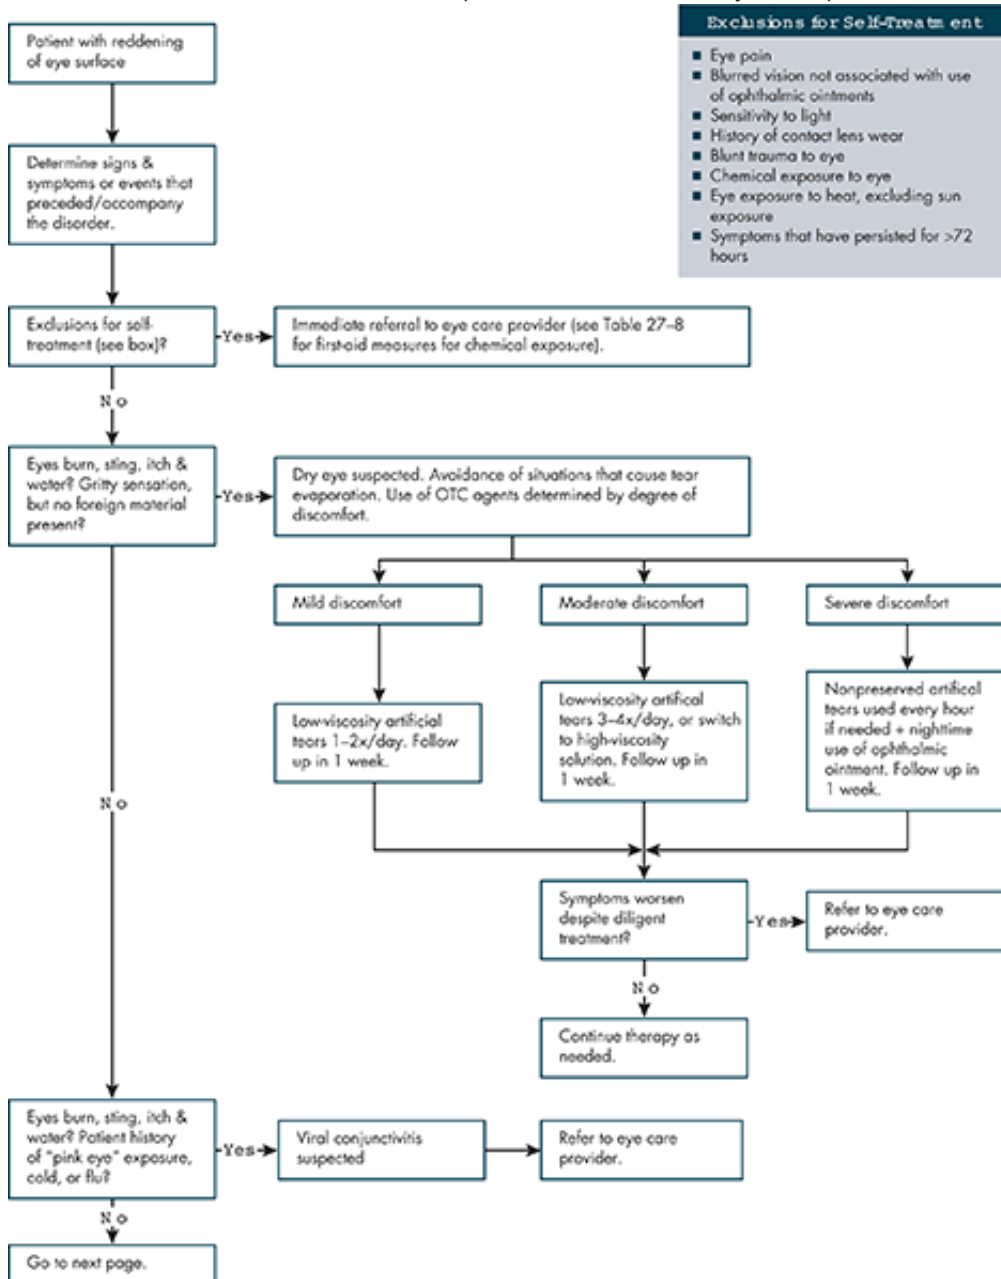 Patient with reddening
of eye surface
Exclusions for Self-Treatm ent
■ Eye pain
■ Blurred vision not associated with use
of ophthalmic ointments
■ Sensitivity to light
■ History of contact lens wear
■ Blunt trauma to eye
■ Chemical exposure to eye
■ Eye exposure to heat, excluding sun
exposure
■ Symptoms that have persisted for >72
hours
Determine signs &
symptoms or events that
preceded/accompany
the disorder.
Exclusions for self-
treatment (see box)?
Yes
Immediate referral to eye care provider (see Table 27–8
for first-aid measures for chemical exposure).
No
Eyes burn, sting, itch &
water? Gritty sensation,
but no foreign material
present?
Yes
Dry eye suspected. Avoidance of situations that cause tear
evaporation. Use of OTC agents determined by degree of
discomfort.
Mild discomfort
Moderate discomfort
Severe discomfort
Low-viscosity artificial
tears 1–2x/day. Follow
up in 1 week.
Low-viscosity artifical
tears 3–4x/day, or switch
to high-viscosity
solution. Follow up in
1 week.
Nonpreserved artifical
tears used every hour
if needed + nighttime
use of ophthalmic
ointment. Follow up in
1 week.
No
Symptoms worsen
despite diligent
treatment?
Yes
Refer to eye care
provider.
No
Continue therapy as
needed.
Eyes burn, sting, itch &
water? Patient history
of "pink eye" exposure,
cold, or flu?
Yes
Viral conjunctivitis
suspected
Refer to eye care
provider.
No
Go to next page.